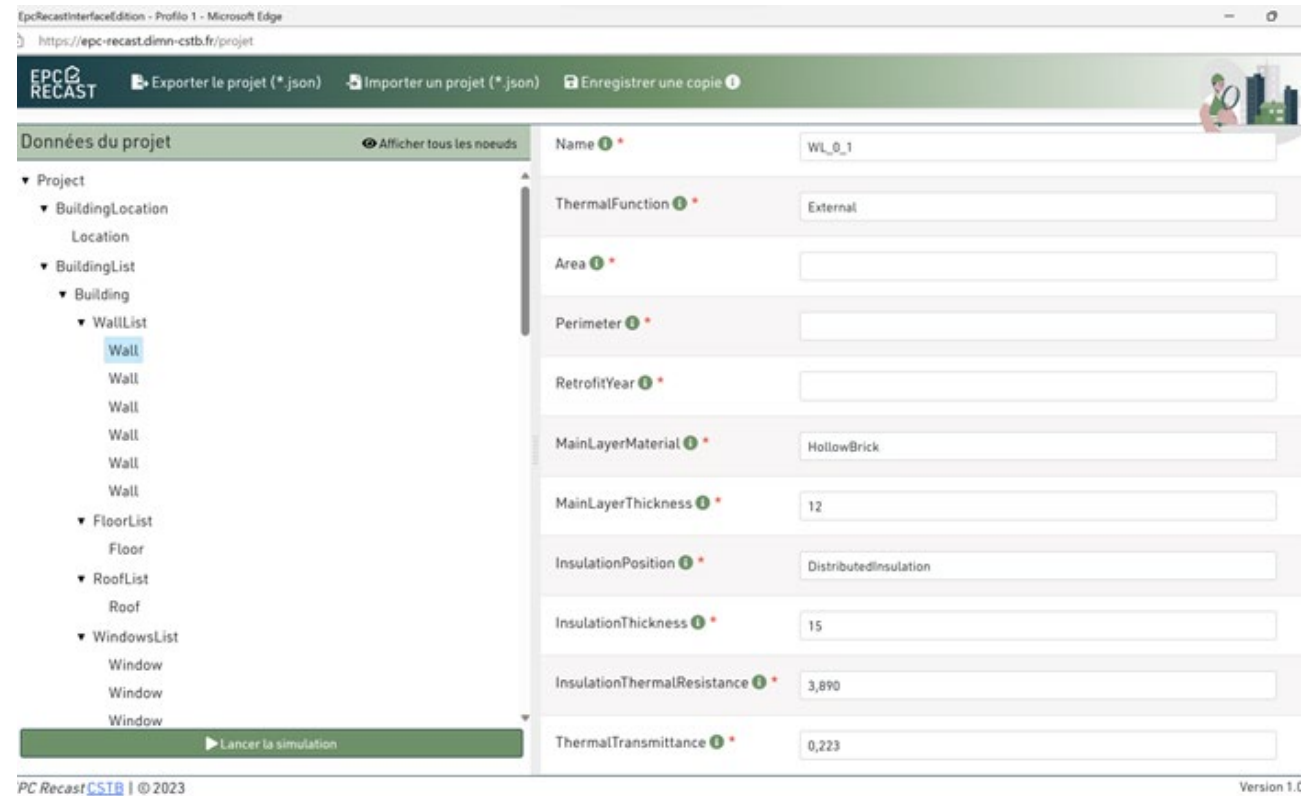 EpcRecastInterfaceEdition - Profilo 1 - Microsoft Edge
https://epc-recast.dimn-cstb.fr/projet
EPC RECAST
Exporter le projet (*.json) Importer un projet (*.json) Enregistrer une copie
Données du projet Afficher tous les noeuds
Project
BuildingLocation
Location
BuildingList
Building
WallList
Wall
Wall
Wall
Wall
Wall
Wall
FloorList
Floor
RoofList
Roof
WindowsList
Window
Window
Window
Lancer la simulation
Name * WL_0_1
ThermalFunction * External
Area *
Perimeter *
RetrofitYear *
MainLayerMaterial * HollowBrick
MainLayerThickness * 12
InsulationPosition * DistributedInsulation
InsulationThickness * 15
InsulationThermalResistance * 3,890
ThermalTransmittance * 0,223
PC Recast CSTB | © 2023
Version 1.0